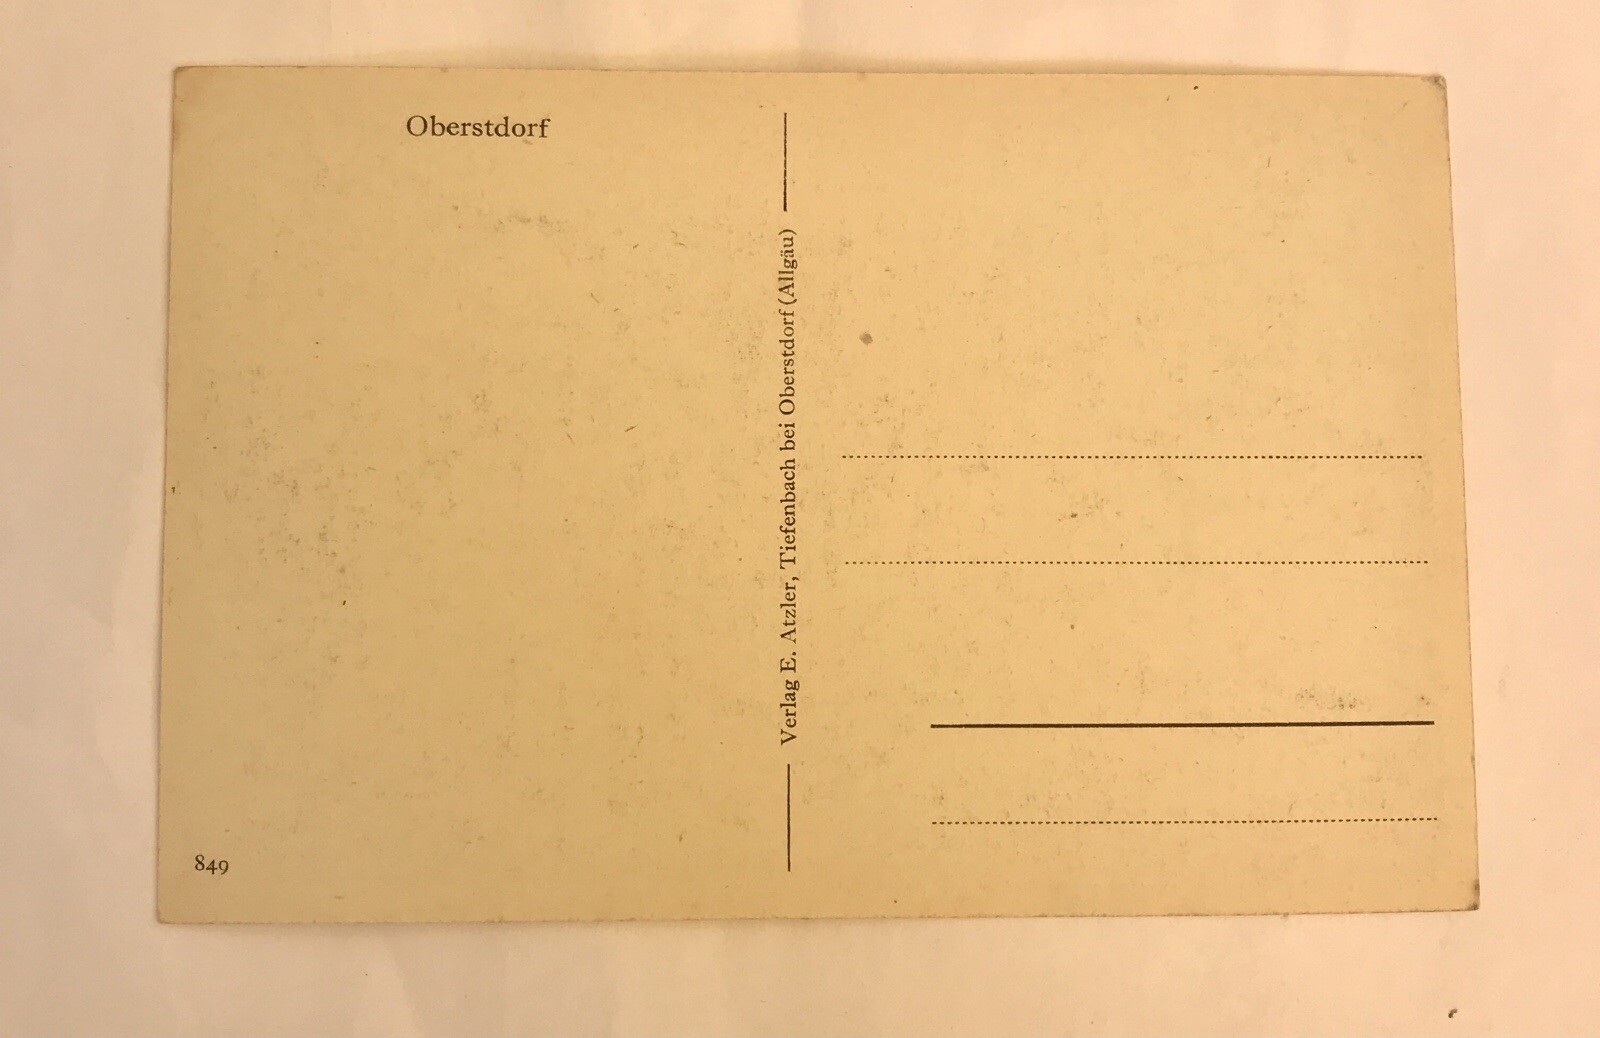 Oberstdorf
Verlag E. Atzler, Tiefenbach bei Oberstdorf (Allgäu)
849